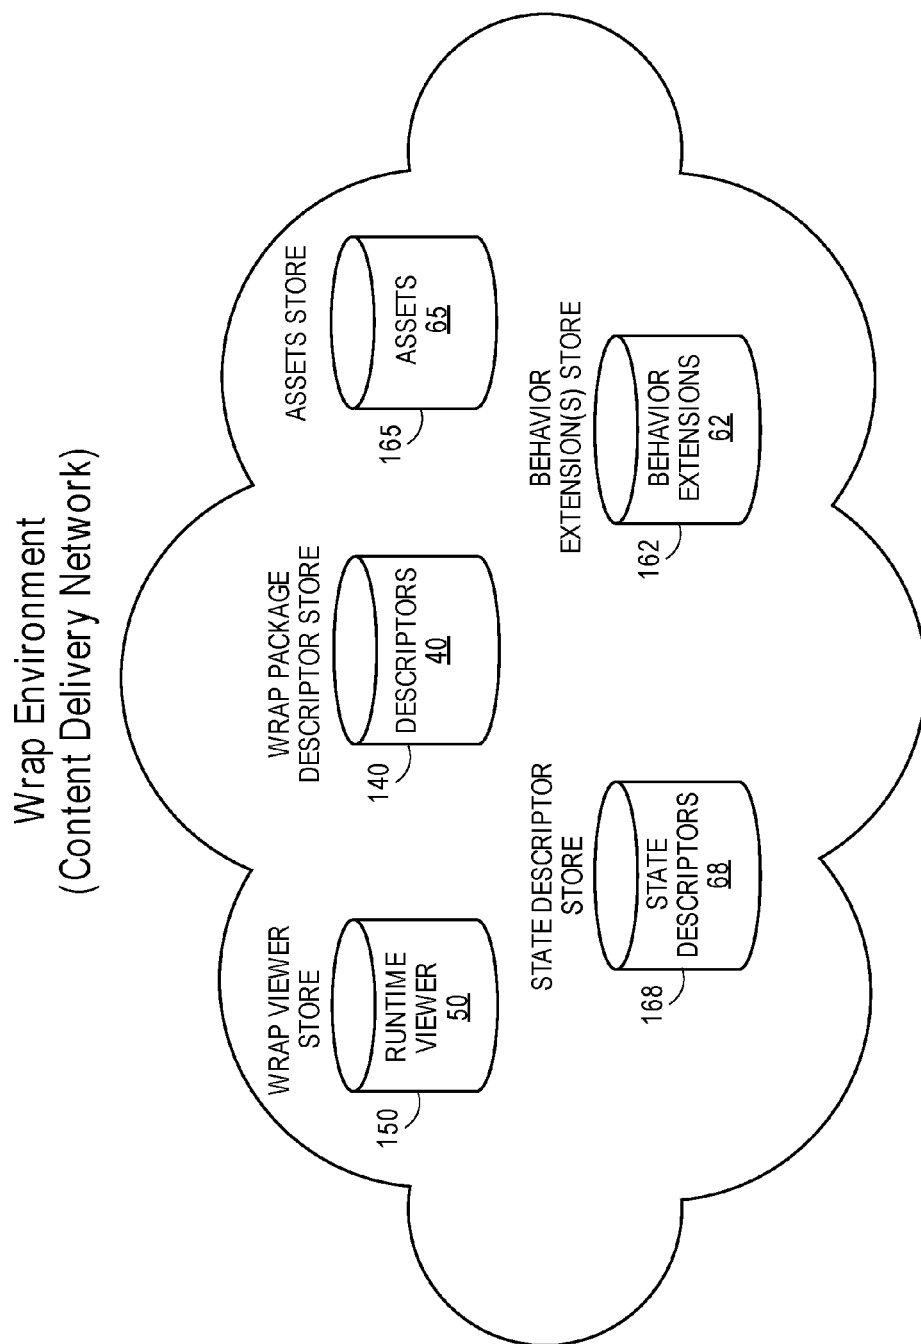 Wrap Environment
(Content Delivery Network)
WRAP VIEWER
STORE
RUNTIME
VIEWER
50
150
WRAP PACKAGE
DESCRIPTOR STORE
DESCRIPTORS
40
140
ASSETS STORE
ASSETS
65
165
STATE DESCRIPTOR
STORE
STATE
DESCRIPTORS
68
168
BEHAVIOR
EXTENSION(S) STORE
BEHAVIOR
EXTENSIONS
62
162